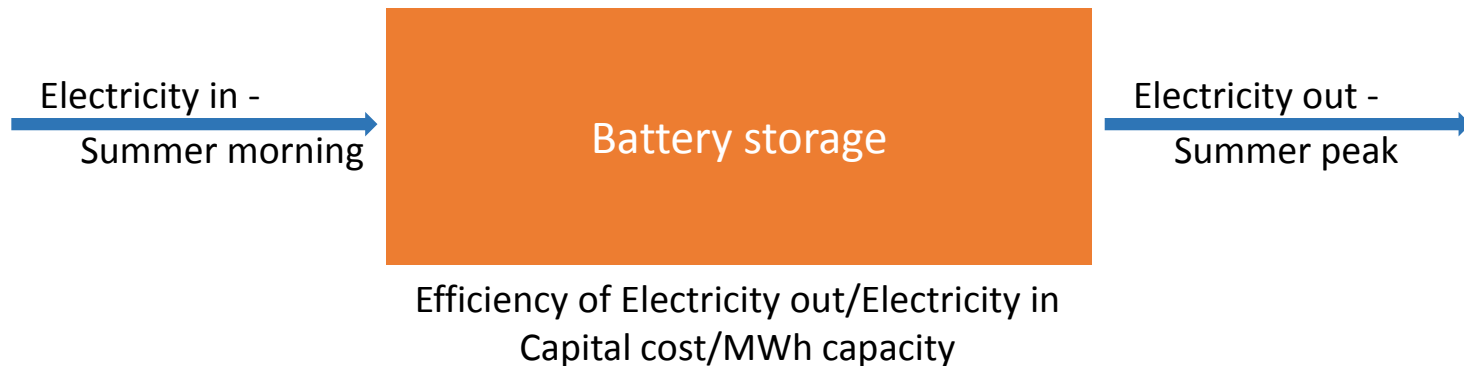 Electricity in -
Summer morning
Battery storage
Electricity out -
Summer peak
Efficiency of Electricity out/Electricity in
Capital cost/MWh capacity